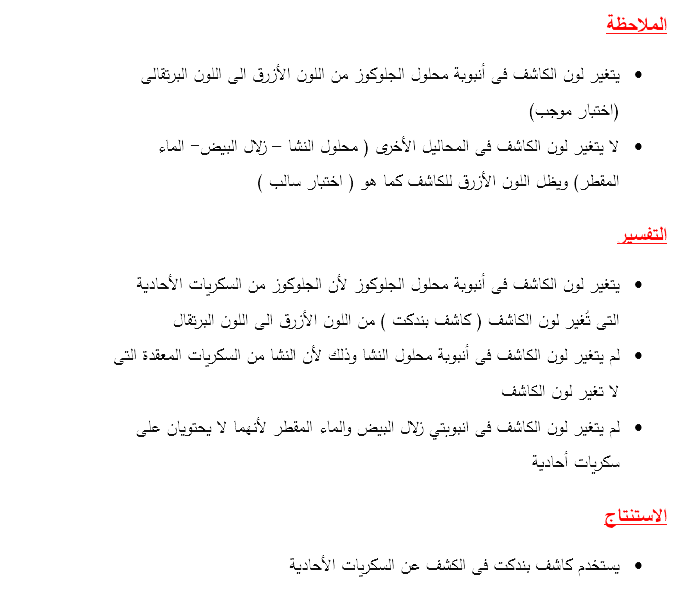 الملاحظة
• يتغير لون الكاشف فى أنبوبة محلول الجلوكوز من اللون الأزرق الى اللون البرتقالى
(اختبار موجب)
• لا يتغير لون الكاشف فى المحاليل الأخرى ( محلول النشا – زلال البيض- الماء
المقطر) ويظل اللون الأزرق للكاشف كما هو ( اختبار سالب )
التفسير
• يتغير لون الكاشف فى أنبوبة محلول الجلوكوز لأن الجلوكوز من السكريات الأحادية
التى تُغير لون الكاشف ( كاشف بندكت ) من اللون الأزرق الى اللون البرتقال
• لم يتغير لون الكاشف فى أنبوبة محلول النشا وذلك لأن النشا من السكريات المعقدة التى
لا تغير لون الكاشف
• لم يتغير لون الكاشف فى انبوبتي زلال البيض والماء المقطر لأنهما لا يحتويان على
سكريات أحادية
الاستنتاج
• يستخدم كاشف بندكت فى الكشف عن السكريات الأحادية